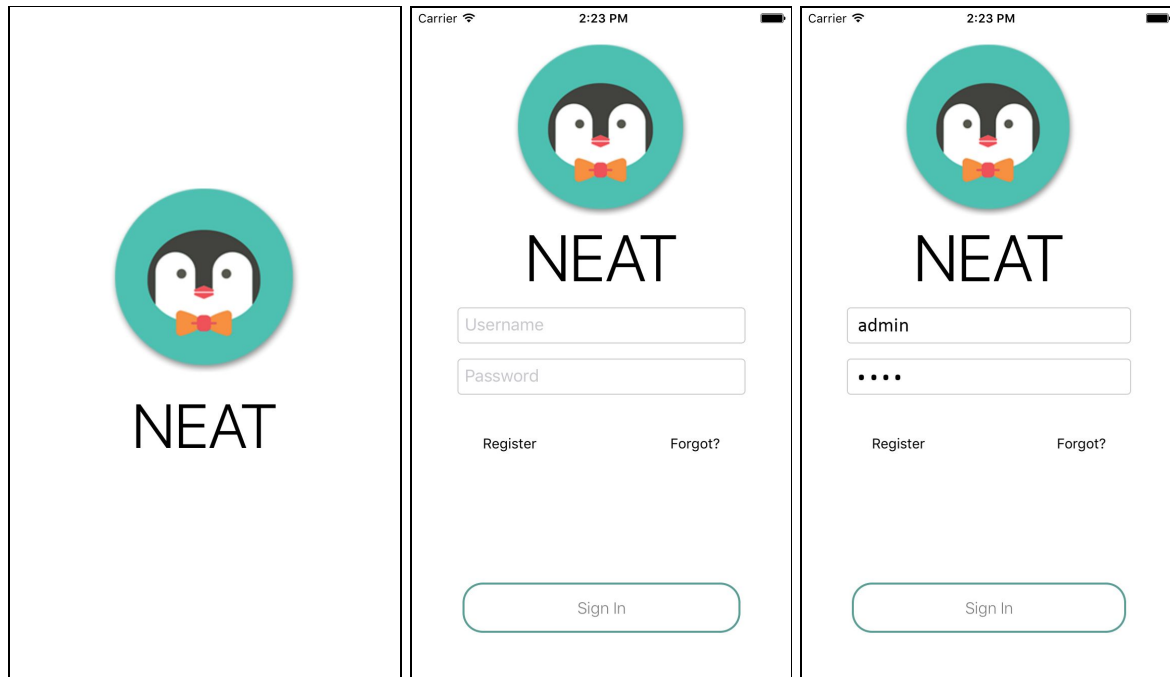 NEAT
Carrier 2:23 PM
NEAT
Username
Password
Register Forgot?
Sign In
Carrier 2:23 PM
NEAT
admin
••••
Register Forgot?
Sign In